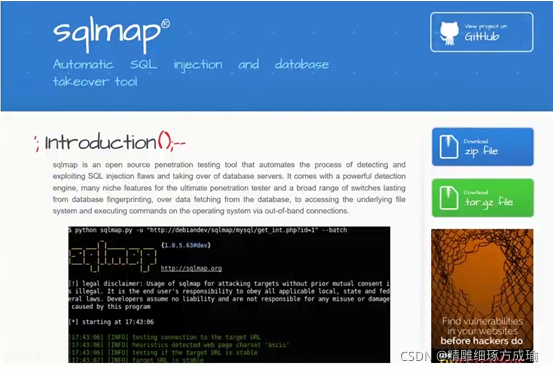 sqlmap®
View project on
GitHub
Automatic SQL injection and database
takeover tool
'; Introduction();--
sqlmap is an open source penetration testing tool that automates the process of detecting and
exploiting SQL injection flaws and taking over of database servers. It comes with a powerful detection
engine, many niche features for the ultimate penetration tester and a broad range of switches lasting
from database fingerprinting, over data fetching from the database, to accessing the underlying file
system and executing commands on the operating system via out-of-band connections.
Download
.zip file
Download
.tar.gz file
$ python sqlmap.py -u "http://debiandev/sqlmap/mysql/get_int.php?id=1" --batch
sqlmap
{1.0.5.63#dev}
http://sqlmap.org
[!] legal disclaimer: Usage of sqlmap for attacking targets without prior mutual consent i
s illegal. It is the end user's responsibility to obey all applicable local, state and fed
eral laws. Developers assume no liability and are not responsible for any misuse or damage
caused by this program
[*] starting at 17:43:06
[17:43:06] [INFO] testing connection to the target URL
[17:43:06] [INFO] heuristics detected web page charset 'ascii'
[17:43:06] [INFO] testing if the target URL is stable
[17:43:07] [INFO] target URL is stable
Find vulnerabilities
in your websites
before hackers do
CSDN @精雕细琢方成瑜